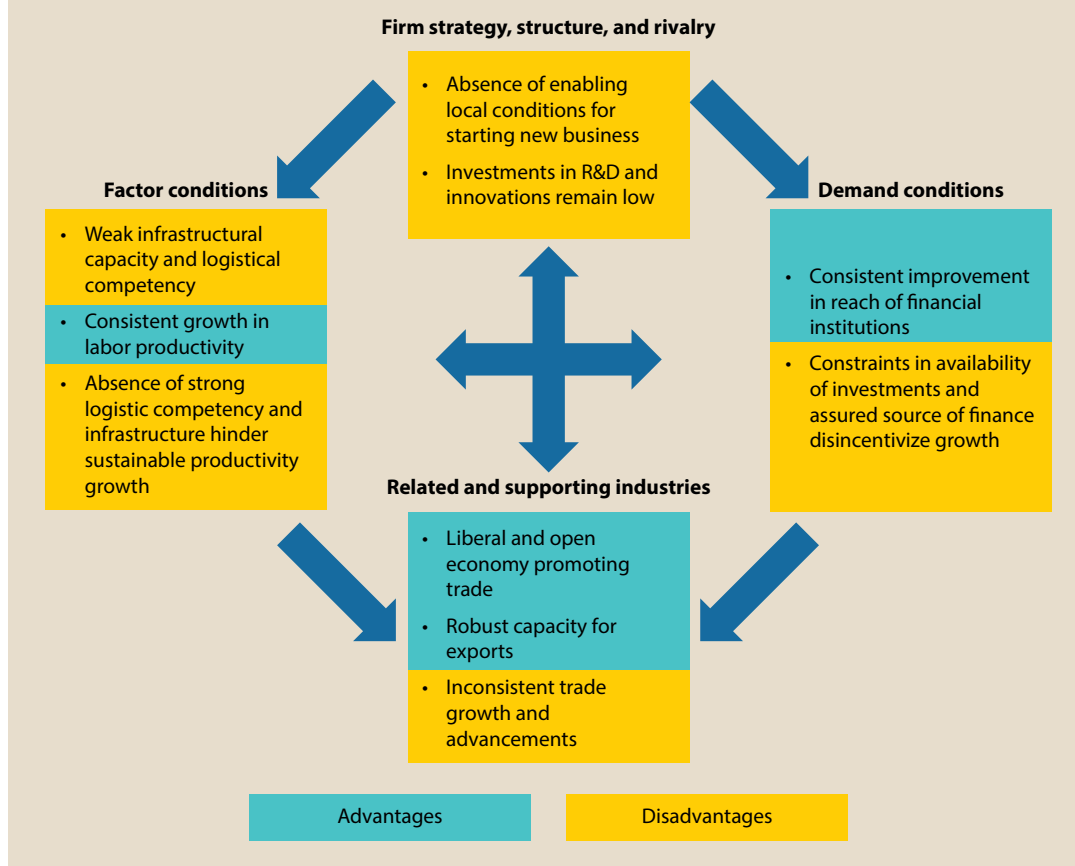 Firm strategy, structure, and rivalry
• Absence of enabling
local conditions for
starting new business
• Investments in R&D and
innovations remain low
Factor conditions
• Weak infrastructural
capacity and logistical
competency
• Consistent growth in
labor productivity
• Absence of strong
logistic competency and
infrastructure hinder
sustainable productivity
growth
Demand conditions
• Consistent improvement
in reach of financial
institutions
• Constraints in availability
of investments and
assured source of finance
disincentivize growth
Related and supporting industries
• Liberal and open
economy promoting
trade
• Robust capacity for
exports
• Inconsistent trade
growth and
advancements
Advantages
Disadvantages